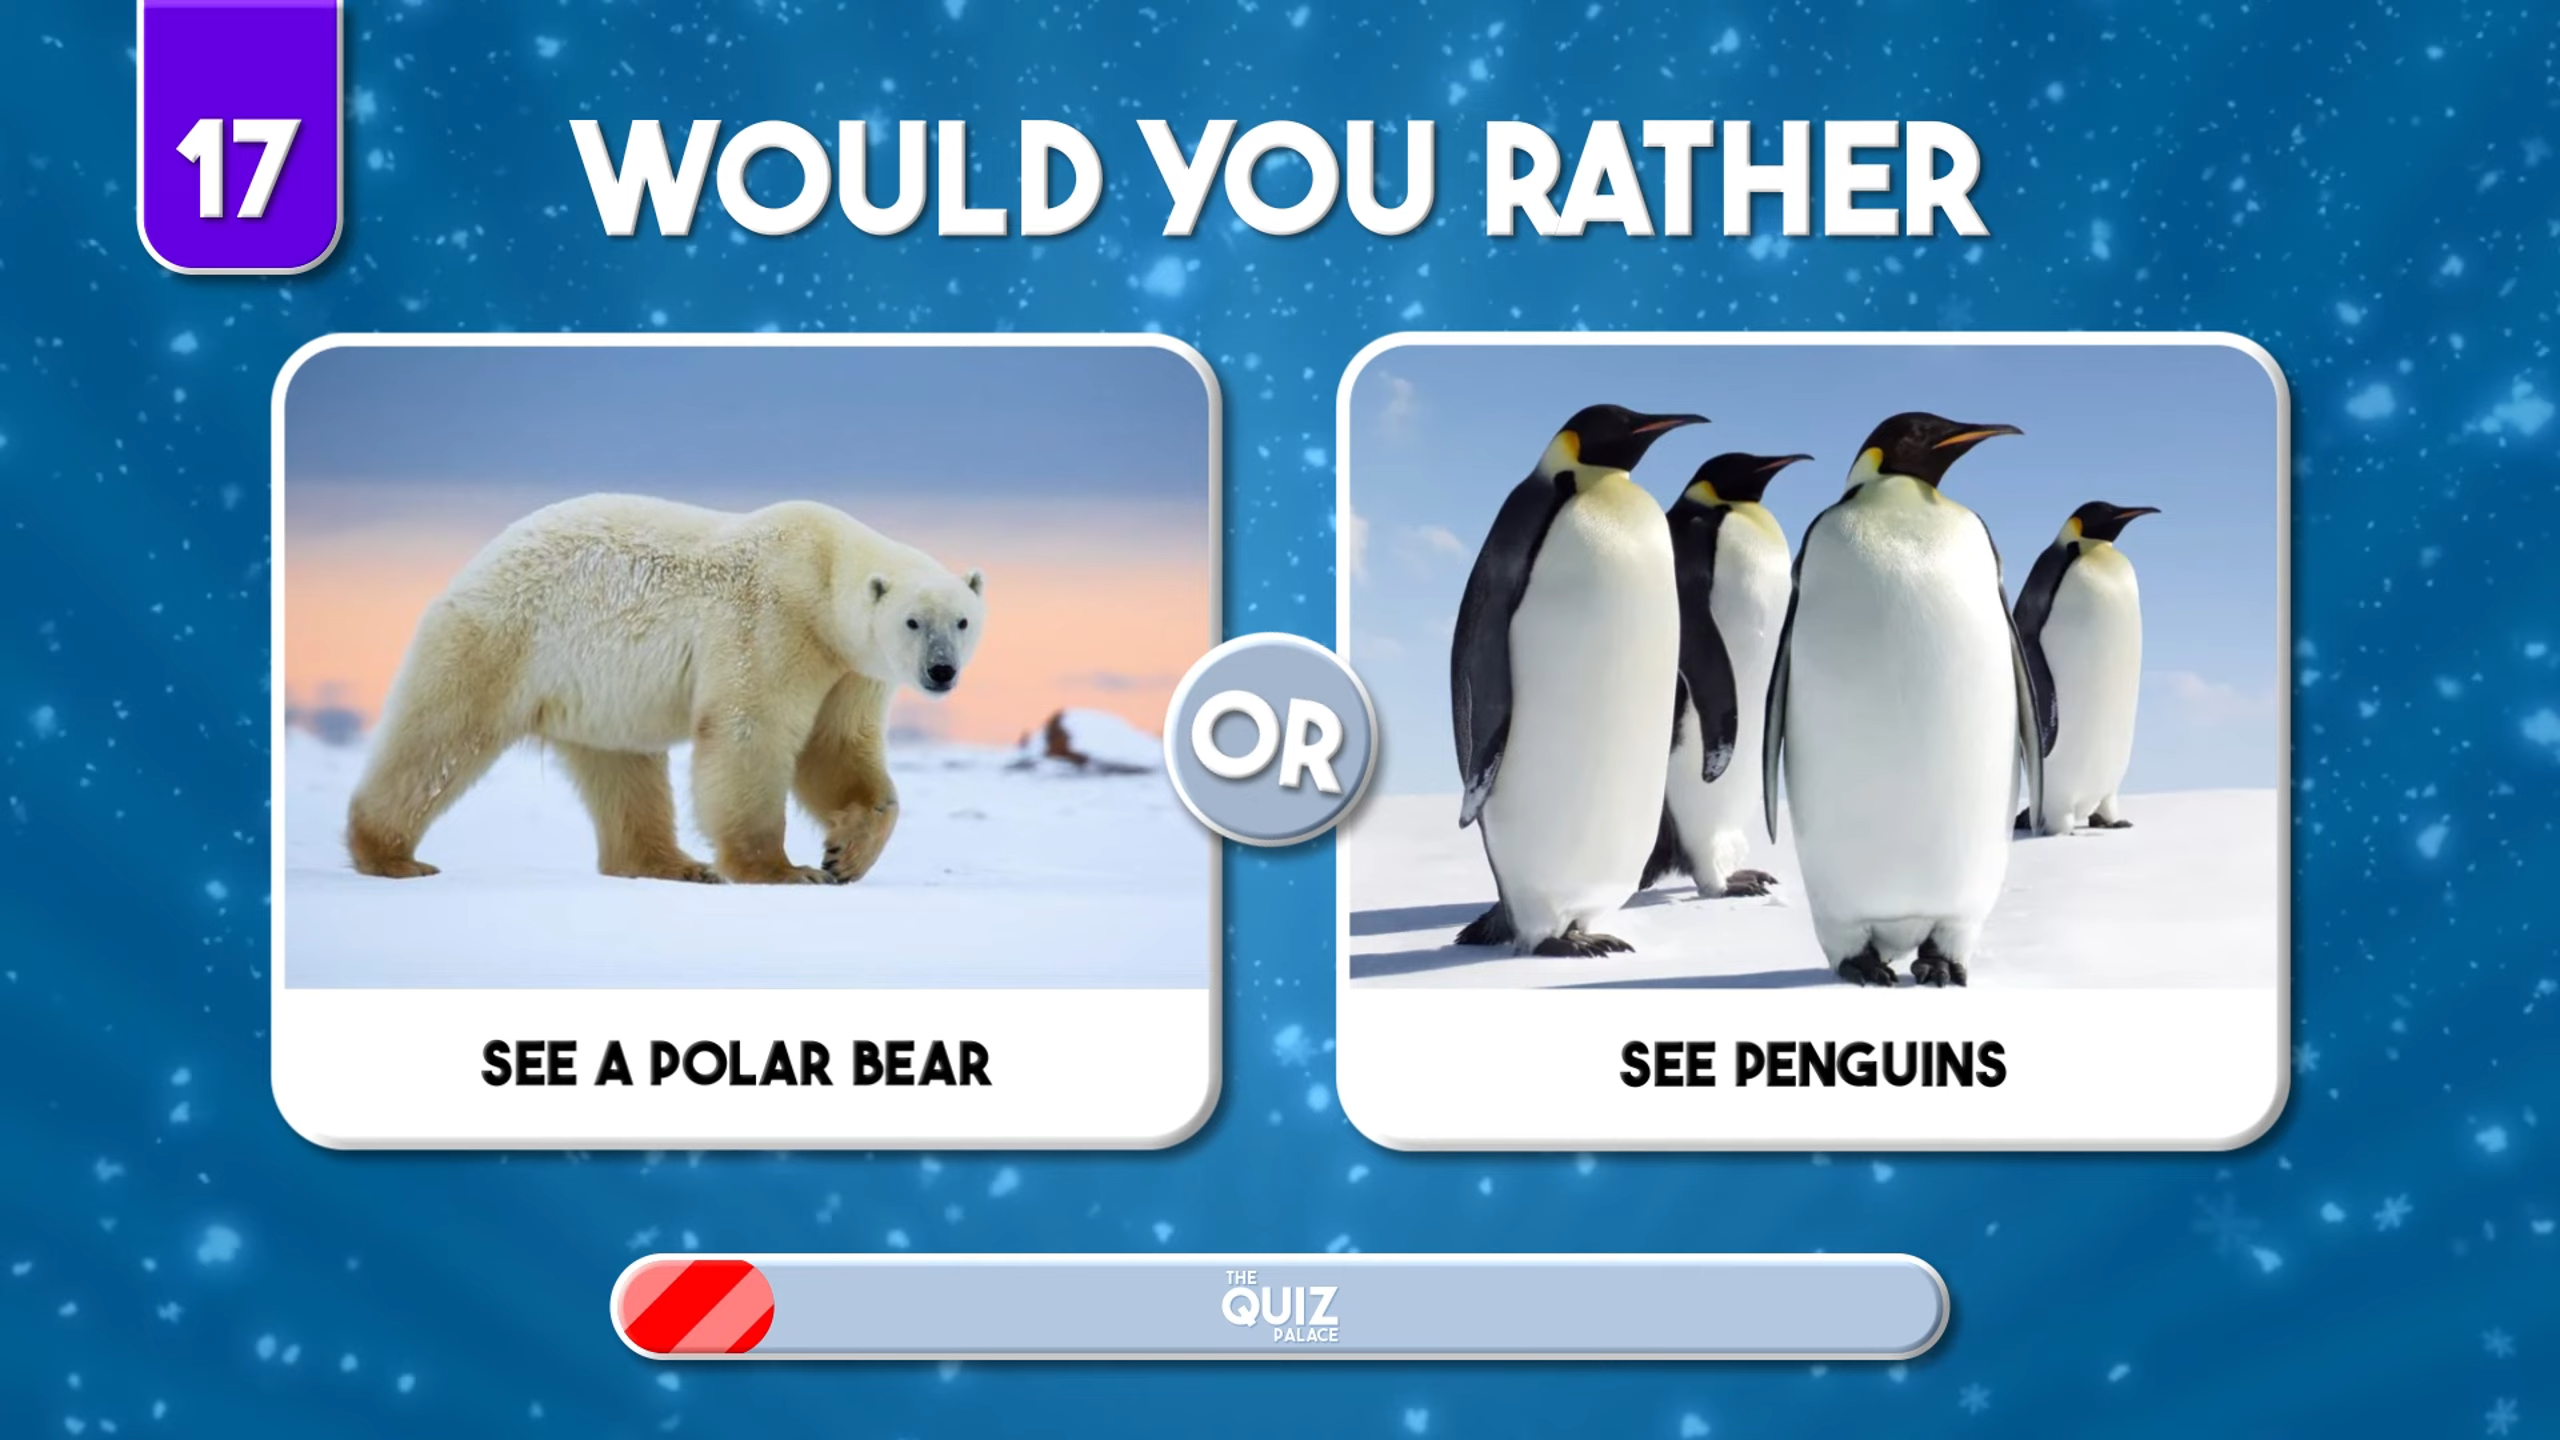 17
WOULD YOU RATHER
OR
SEE A POLAR BEAR
SEE PENGUINS
THE
QUIZ
PALACE